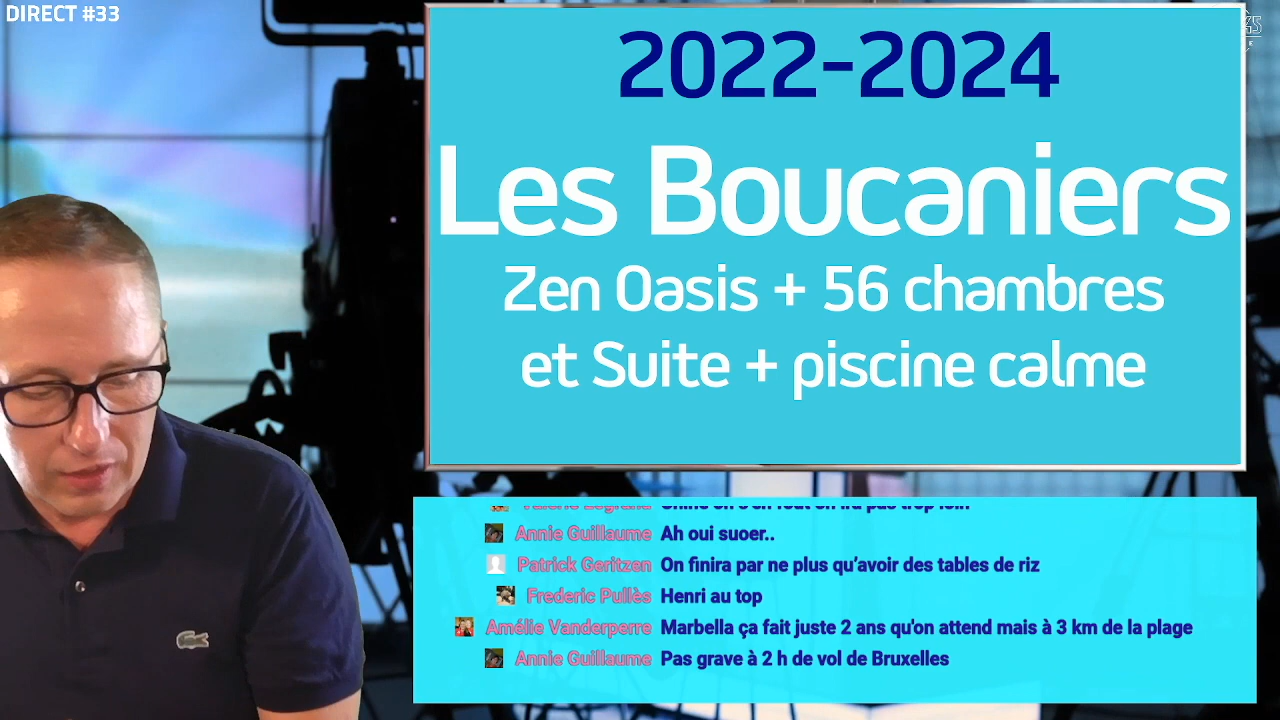 DIRECT #33
2022-2024
Les Boucaniers
Zen Oasis + 56 chambres
et Suite + piscine calme
Annie Guillaume Ah oui suoer..
Patrick Geritzen On finira par ne plus qu'avoir des tables de riz
Frederic Pullès Henri au top
Amélie Vanderperre Marbella ça fait juste 2 ans qu'on attend mais à 3 km de la plage
Annie Guillaume Pas grave à 2 h de vol de Bruxelles